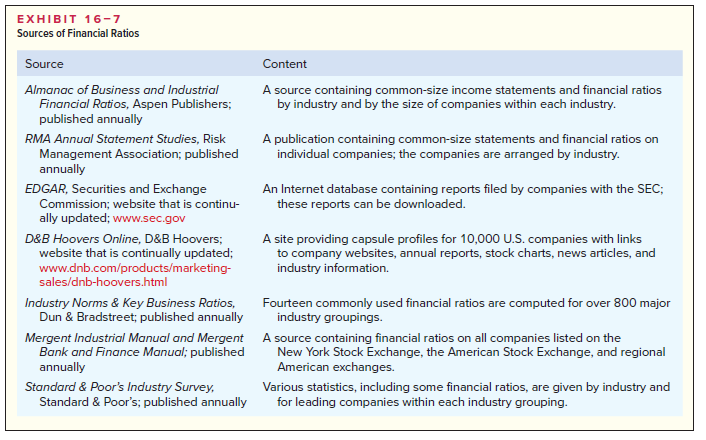 EXHIBIT 16–7
Sources of Financial Ratios
Source Content
Almanac of Business and Industrial
Financial Ratios, Aspen Publishers;
published annually
A source containing common-size income statements and financial ratios
by industry and by the size of companies within each industry.
RMA Annual Statement Studies, Risk
Management Association; published
annually
A publication containing common-size statements and financial ratios on
individual companies; the companies are arranged by industry.
EDGAR, Securities and Exchange
Commission; website that is continu-
ally updated; www.sec.gov
An Internet database containing reports filed by companies with the SEC;
these reports can be downloaded.
D&B Hoovers Online, D&B Hoovers;
website that is continually updated;
www.dnb.com/products/marketing-
sales/dnb-hoovers.html
A site providing capsule profiles for 10,000 U.S. companies with links
to company websites, annual reports, stock charts, news articles, and
industry information.
Industry Norms & Key Business Ratios,
Dun & Bradstreet; published annually
Fourteen commonly used financial ratios are computed for over 800 major
industry groupings.
Mergent Industrial Manual and Mergent
Bank and Finance Manual; published
annually
A source containing financial ratios on all companies listed on the
New York Stock Exchange, the American Stock Exchange, and regional
American exchanges.
Standard & Poor's Industry Survey,
Standard & Poor's; published annually
Various statistics, including some financial ratios, are given by industry and
for leading companies within each industry grouping.